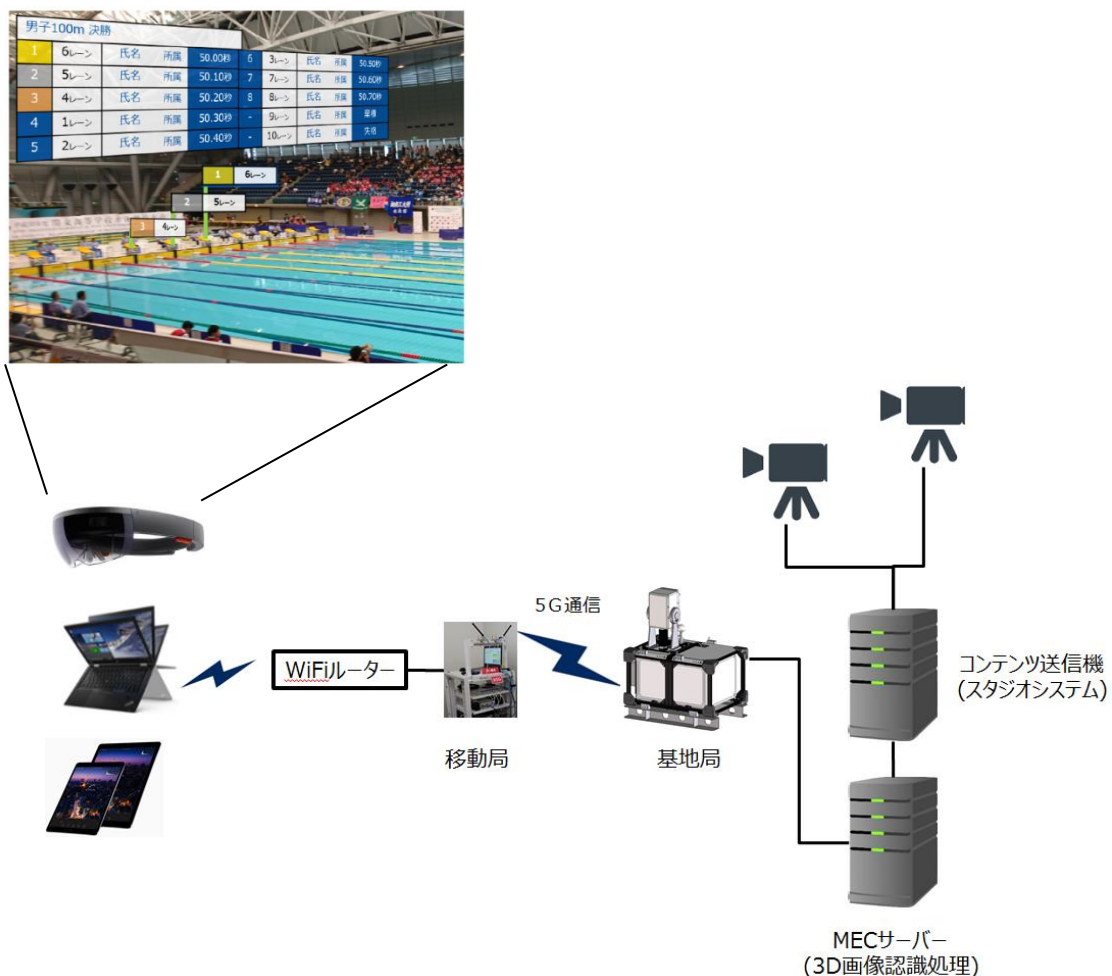 男子100m 決勝
1 6レーン 氏名 所属 50.00秒 6 3レーン 氏名 所属 50.50秒
2 5レーン 氏名 所属 50.10秒 7 7レーン 氏名 所属 50.60秒
3 4レーン 氏名 所属 50.20秒 8 8レーン 氏名 所属 50.70秒
4 1レーン 氏名 所属 50.30秒 - 9レーン 氏名 所属 棄権
5 2レーン 氏名 所属 50.40秒 - 10レーン 氏名 所属 失格
1 6レーン
2 5レーン
3 4レーン
5G通信
WiFiルーター
移動局
基地局
コンテンツ送信機
(スタジオシステム)
MECサーバー
(3D画像認識処理)